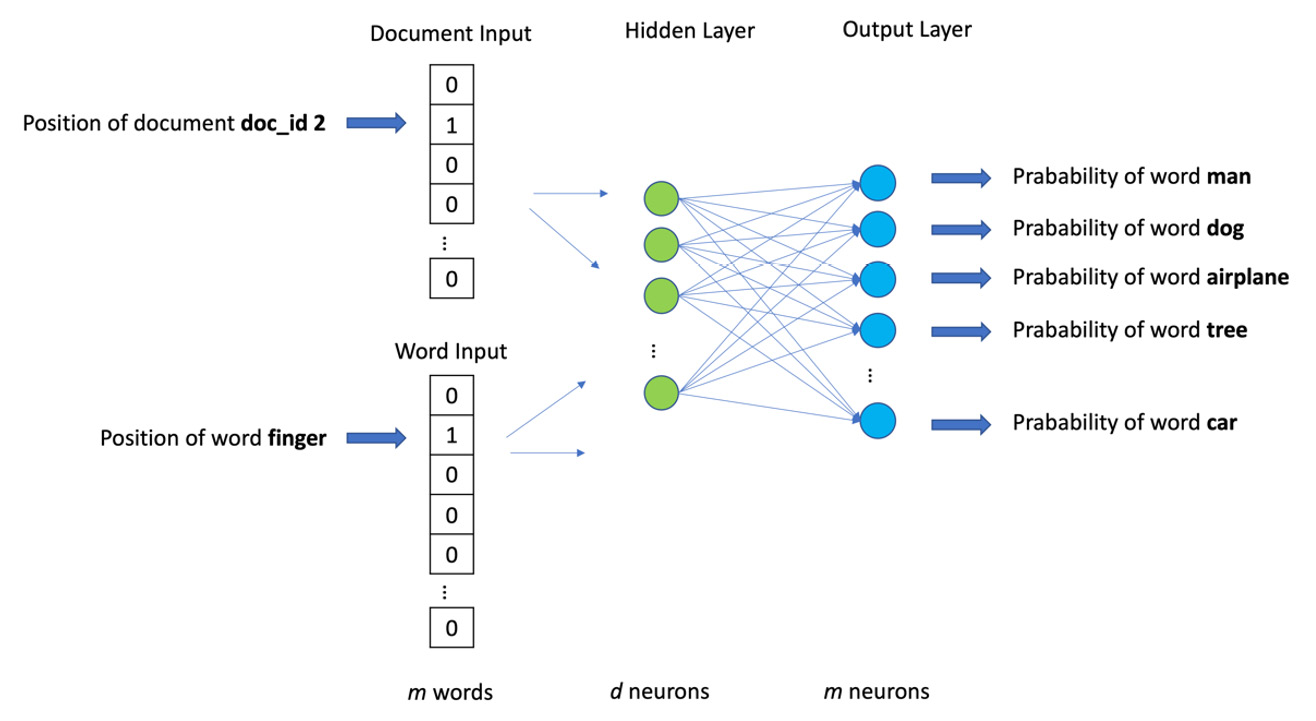 Document Input
Hidden Layer
Output Layer
0
Position of document doc_id 2
1
0
0
...
0
Prabability of word man
Prabability of word dog
Prabability of word airplane
Prabability of word tree
...
...
Prabability of word car
Word Input
0
Position of word finger
1
0
0
0
...
0
m words
d neurons
m neurons